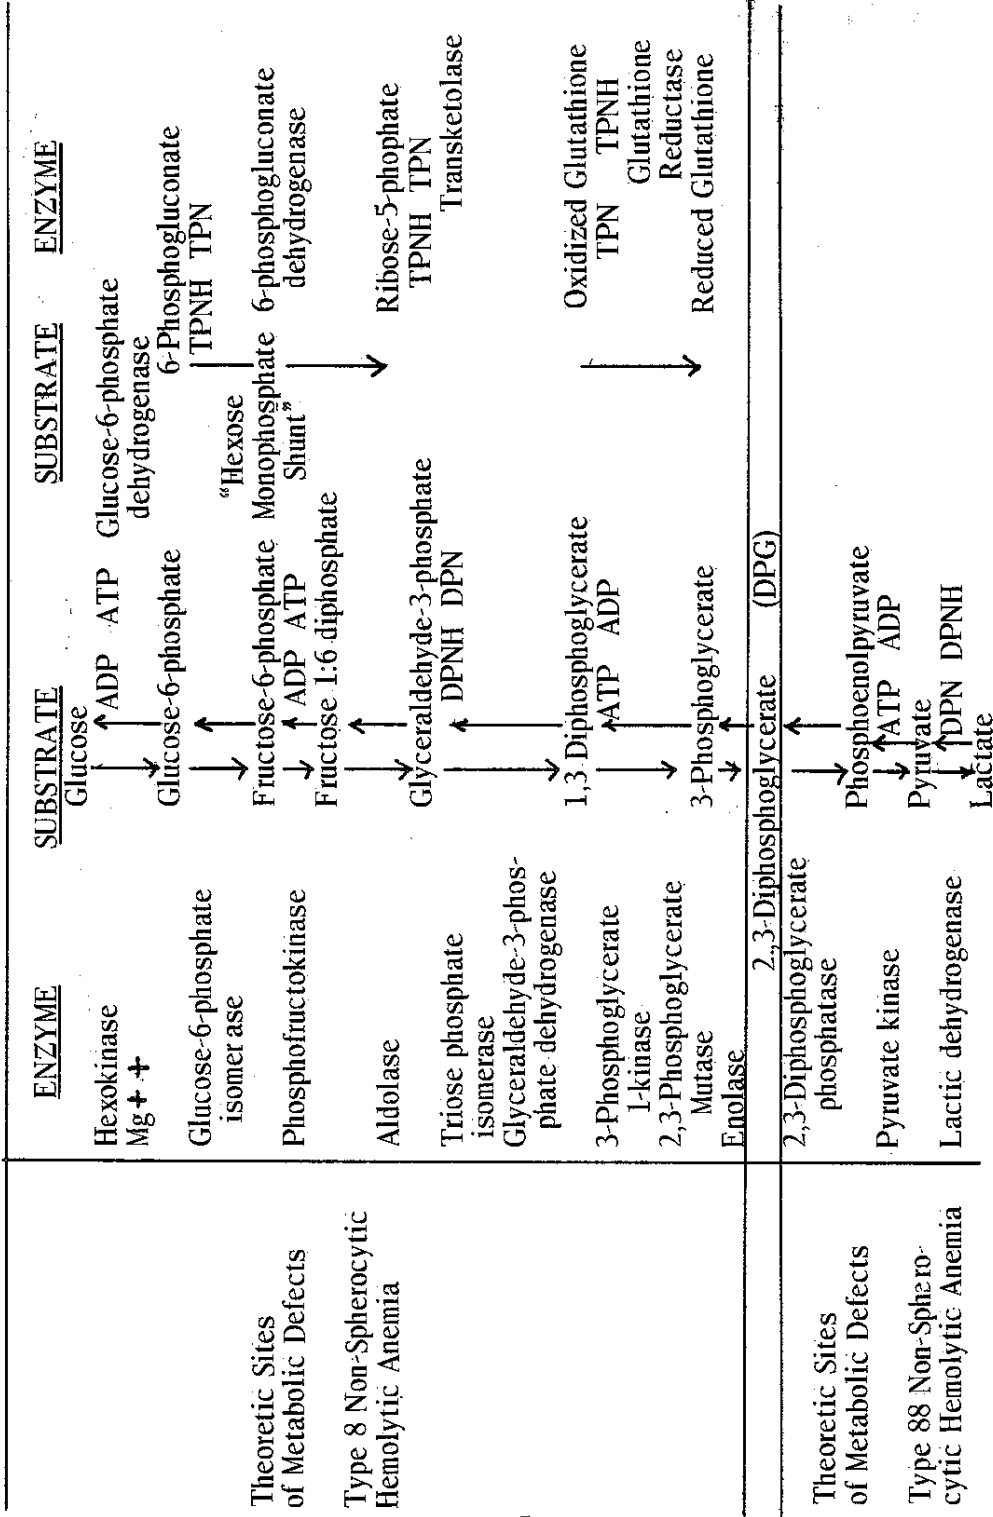 ENZYME SUBSTRATE SUBSTRATE ENZYME
Glucose
Hexokinase ADP ATP Glucose-6-phosphate
Mg++ dehydrogenase
Glucose-6-phosphate 6-Phosphogluconate
Glucose-6-phosphate TPNH TPN
isomerase
"Hexose
Theoretic Sites Fructose-6-phosphate Monophosphate 6-phosphogluconate
of Metabolic Defects Phosphofructokinase ADP ATP Shunt" dehydrogenase
Fructose 1:6 diphosphate
Type 8 Non-Spherocytic
Hemolytic Anemia Aldolase Ribose-5-phophate
Glyceraldehyde-3-phosphate TPNH TPN
Triose phosphate DPNH DPN Transketolase
isomerase
Glyceraldehyde-3-phos-
phate dehydrogenase
1,3 Diphosphoglycerate Oxidized Glutathione
3-Phosphoglycerate ATP ADP TPN TPNH
1-kinase Glutathione
2,3-Phosphoglycerate Reductase
Mutase 3-Phosphoglycerate Reduced Glutathione
Enolase
2,3-Diphosphoglycerate (DPG)
Theoretic Sites 2,3-Diphosphoglycerate
of Metabolic Defects phosphatase
Phosphoenolpyruvate
Pyruvate kinase ATP ADP
Type 88 Non-Sphero- Pyruvate
cytic Hemolytic Anemia Lactic dehydrogenase DPN DPNH
Lactate